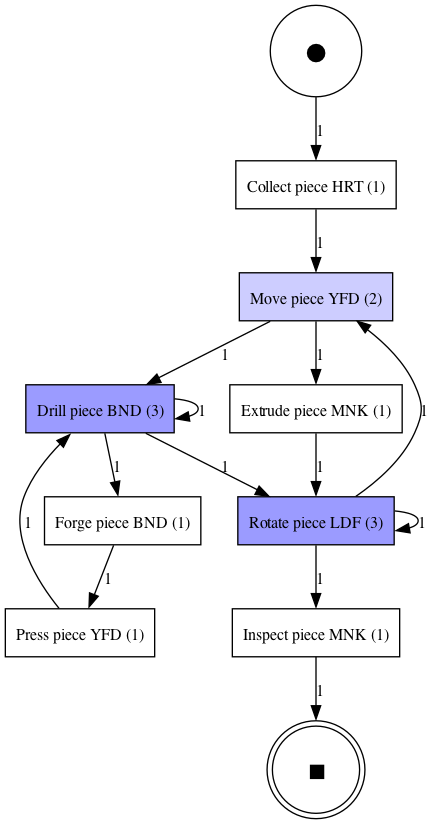 1
Collect piece HRT (1)
1
Move piece YFD (2)
1
1
Drill piece BND (3)
1
Extrude piece MNK (1)
1
1
1
1
1
Forge piece BND (1)
Rotate piece LDF (3)
1
1
1
1
Press piece YFD (1)
Inspect piece MNK (1)
1